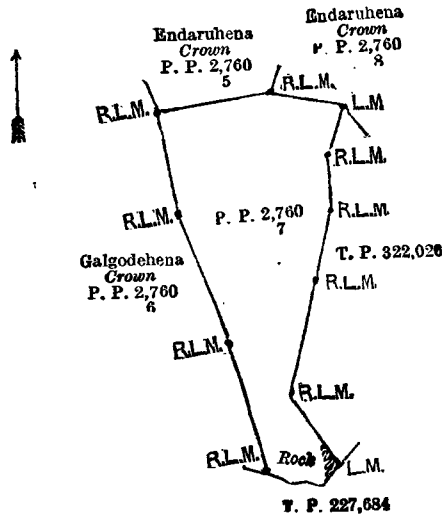 Endaruhena
Crown
P. P. 2,760
8
Endaruhena
Crown
P. P. 2,760
5
R.L.M.
L.M
R.L.M.
R.L.M.
R.L.M.
P. P. 2,760
7
R.L.M.
T. P. 322,026
Galgodehena
Crown
P. P. 2,760
6
R.L.M.
R.L.M.
R.L.M.
R.L.M.
Rock
L.M.
T. P. 227,684